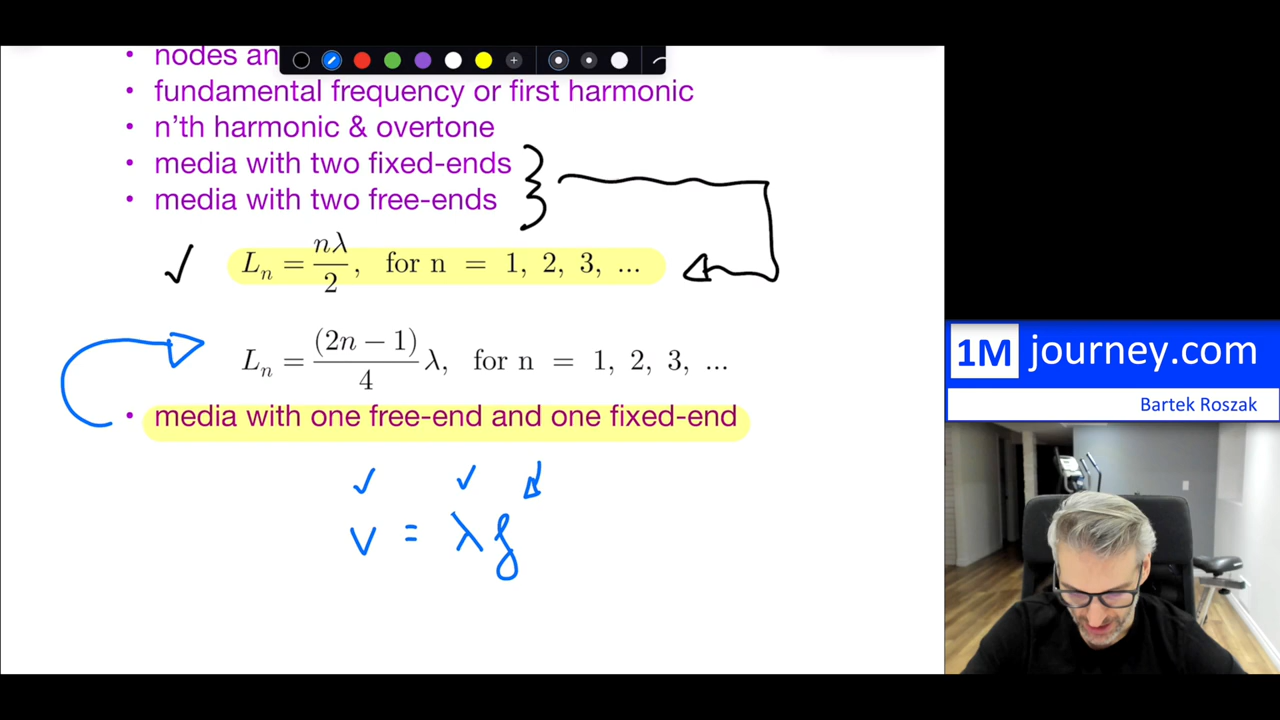 nodes an
• fundamental frequency or first harmonic
• n'th harmonic & overtone
• media with two fixed-ends
• media with two free-ends
✓ Lₙ = nλ/2, for n = 1, 2, 3, ...
Lₙ = (2n − 1)/4 λ, for n = 1, 2, 3, ...
• media with one free-end and one fixed-end
v = λf
1M journey.com
Bartek Roszak